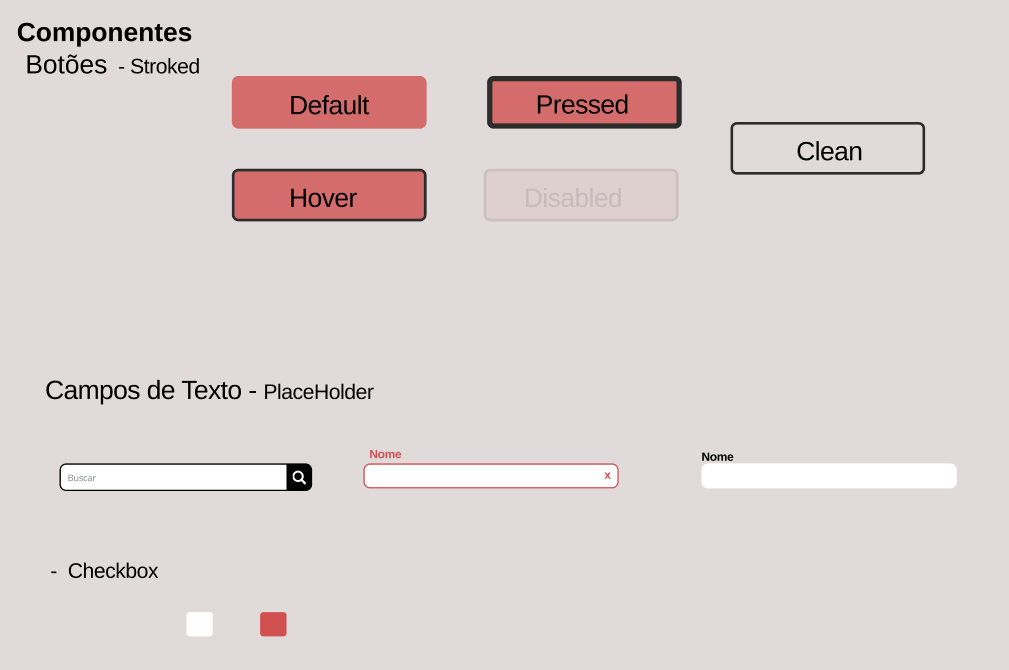 Componentes
Botões - Stroked
Default
Pressed
Clean
Hover
Disabled
Campos de Texto - PlaceHolder
Nome
Nome
Buscar
x
- Checkbox